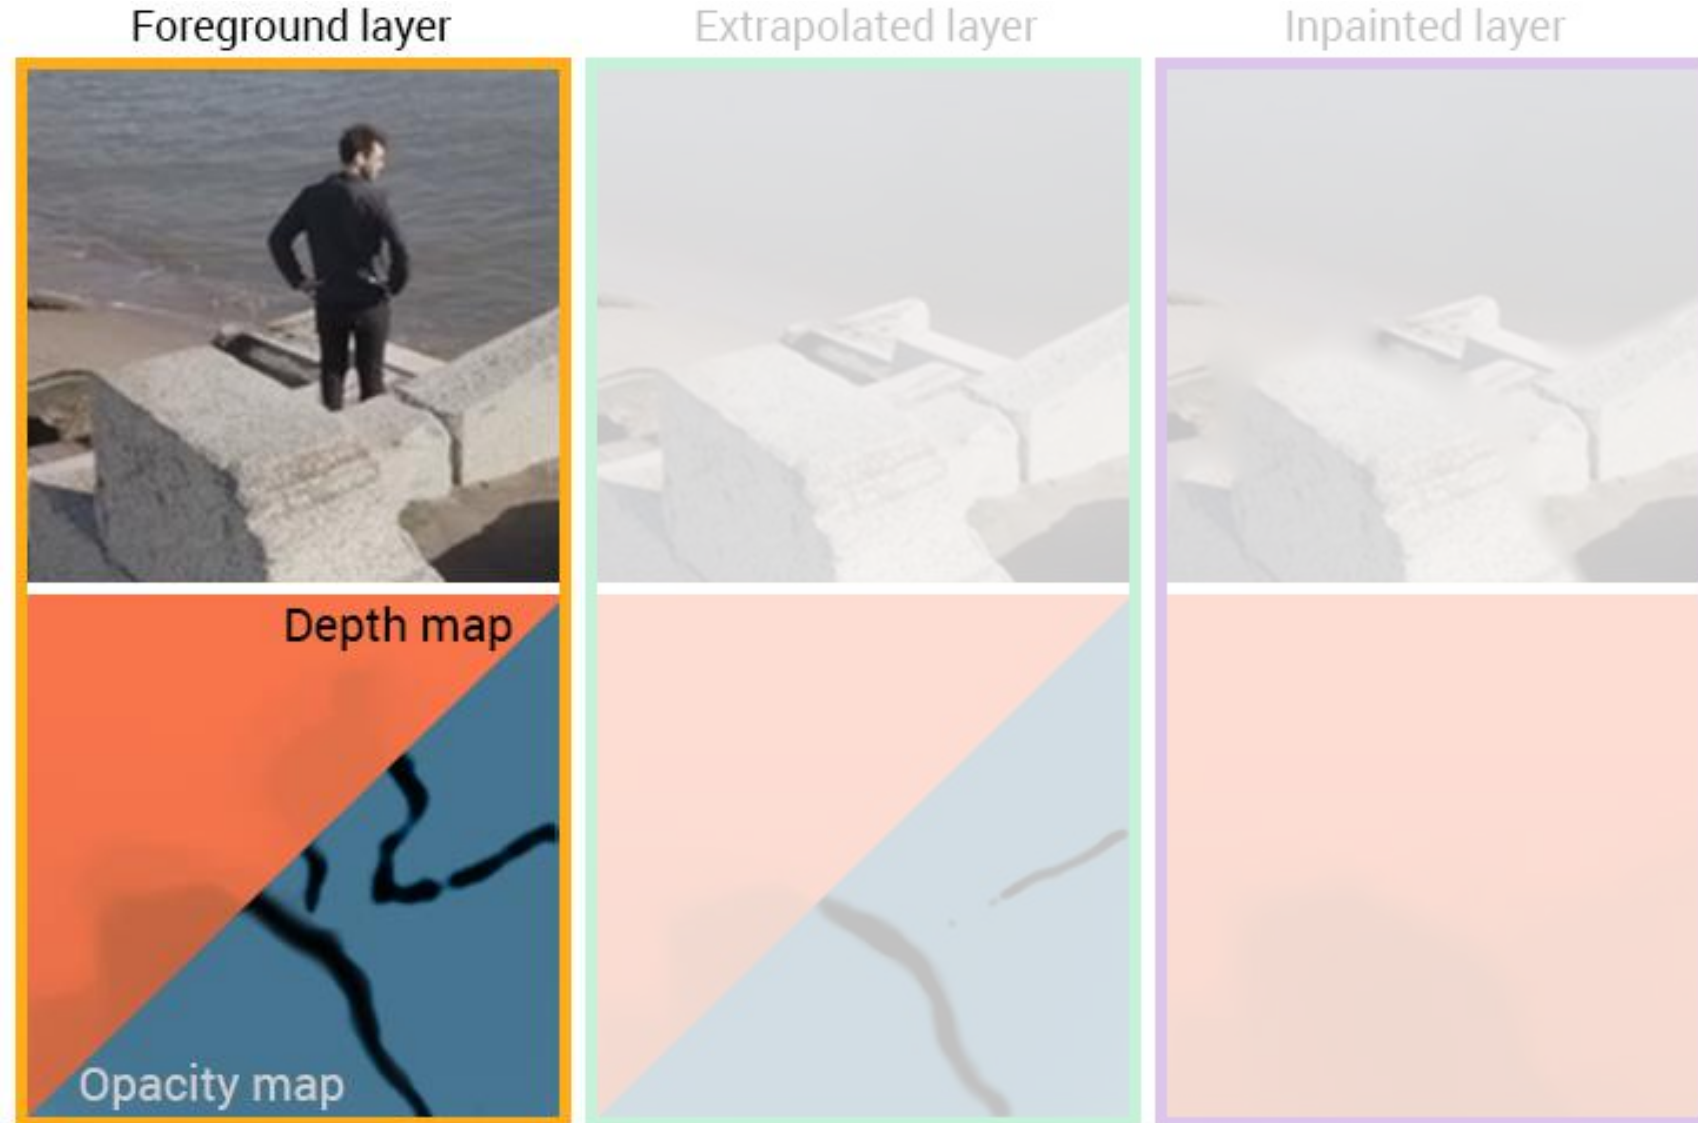 Foreground layer
Extrapolated layer
Inpainted layer
Depth map
Opacity map